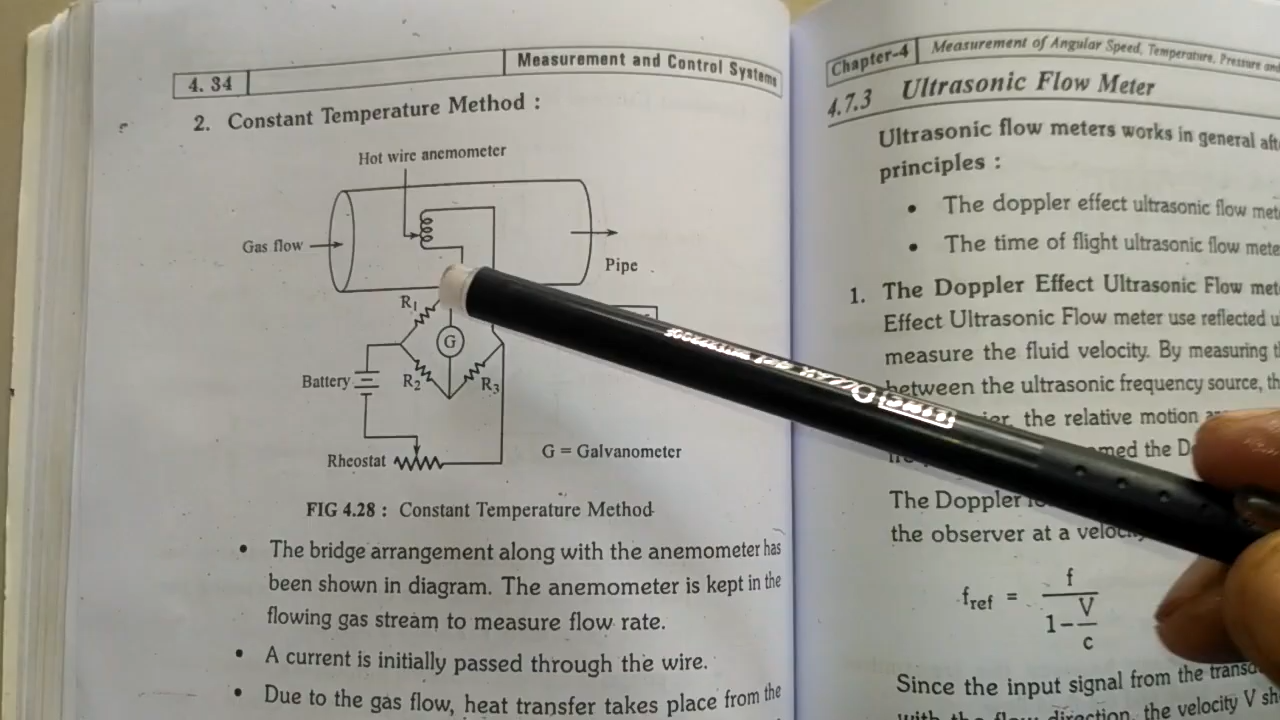 4. 34
Measurement and Control Systems
2. Constant Temperature Method :
Hot wire anemometer
Gas flow
Pipe
R1
G
Battery
R2
R3
Rheostat
G = Galvanometer
FIG 4.28 : Constant Temperature Method
• The bridge arrangement along with the anemometer has
been shown in diagram. The anemometer is kept in the
flowing gas stream to measure flow rate.
• A current is initially passed through the wire.
• Due to the gas flow, heat transfer takes place from the
Chapter-4
Measurement of Angular Speed, Temperature, Pressure and
4.7.3 Ultrasonic Flow Meter
Ultrasonic flow meters works in general
principles :
• The doppler effect ultrasonic flow
• The time of flight ultrasonic flow
1. The Doppler Effect Ultrasonic Flow
Effect Ultrasonic Flow meter use reflected
measure the fluid velocity. By measuring
between the ultrasonic frequency source,
the relative motion
the
The Doppler
the observer at a
fref = f / 1 - V/c
Since the input signal from the
with the flow direction, the velocity V